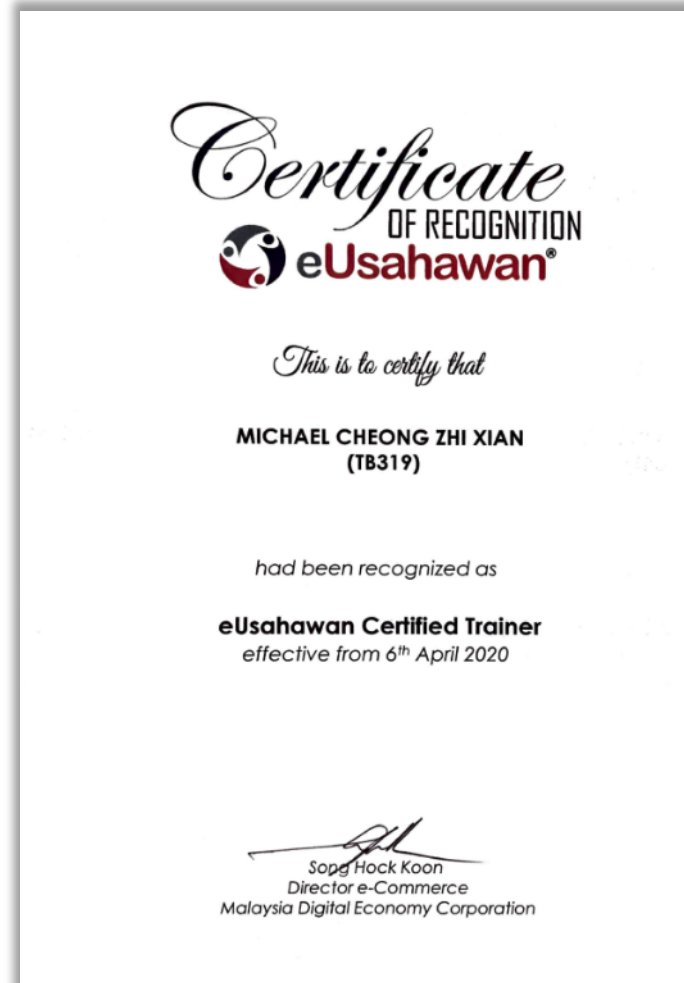 Certificate
OF RECOGNITION
eUsahawan®
This is to certify that
MICHAEL CHEONG ZHI XIAN
(TB319)
had been recognized as
eUsahawan Certified Trainer
effective from 6th April 2020
Song Hock Koon
Director e-Commerce
Malaysia Digital Economy Corporation